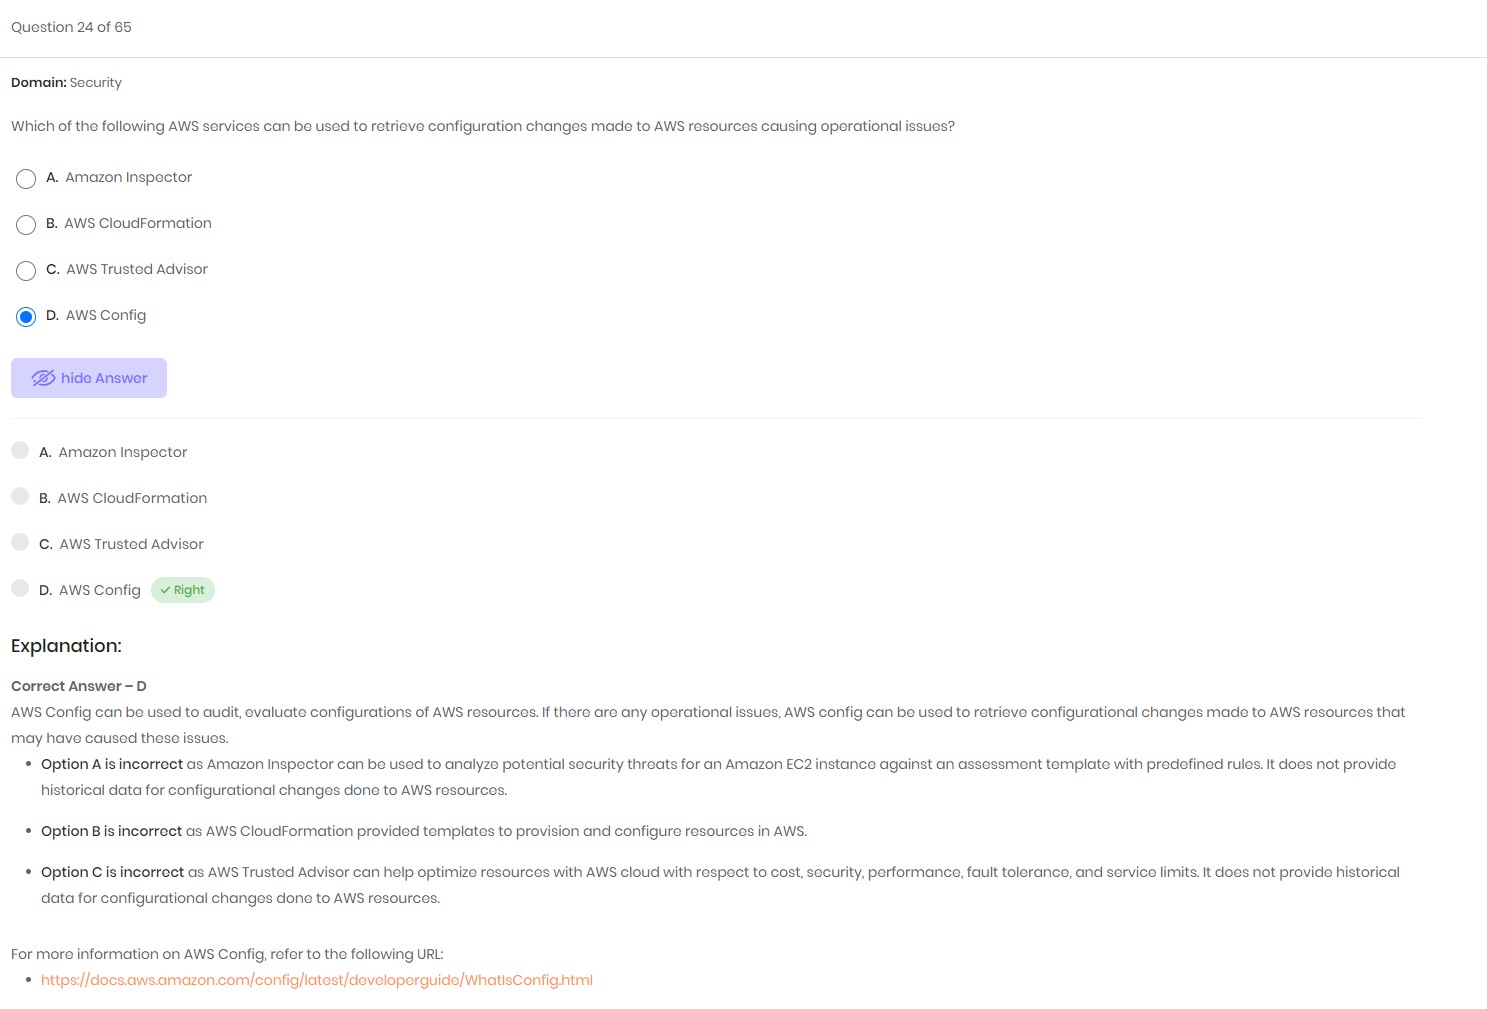 Question 24 of 65
Domain: Security
Which of the following AWS services can be used to retrieve configuration changes made to AWS resources causing operational issues?
A. Amazon Inspector
B. AWS CloudFormation
C. AWS Trusted Advisor
D. AWS Config
hide Answer
A. Amazon Inspector
B. AWS CloudFormation
C. AWS Trusted Advisor
D. AWS Config ✓ Right
Explanation:
Correct Answer – D
AWS Config can be used to audit, evaluate configurations of AWS resources. If there are any operational issues, AWS config can be used to retrieve configurational changes made to AWS resources that
may have caused these issues.
• Option A is incorrect as Amazon Inspector can be used to analyze potential security threats for an Amazon EC2 instance against an assessment template with predefined rules. It does not provide
historical data for configurational changes done to AWS resources.
• Option B is incorrect as AWS CloudFormation provided templates to provision and configure resources in AWS.
• Option C is incorrect as AWS Trusted Advisor can help optimize resources with AWS cloud with respect to cost, security, performance, fault tolerance, and service limits. It does not provide historical
data for configurational changes done to AWS resources.
For more information on AWS Config, refer to the following URL:
• https://docs.aws.amazon.com/config/latest/developerguide/WhatIsConfig.html